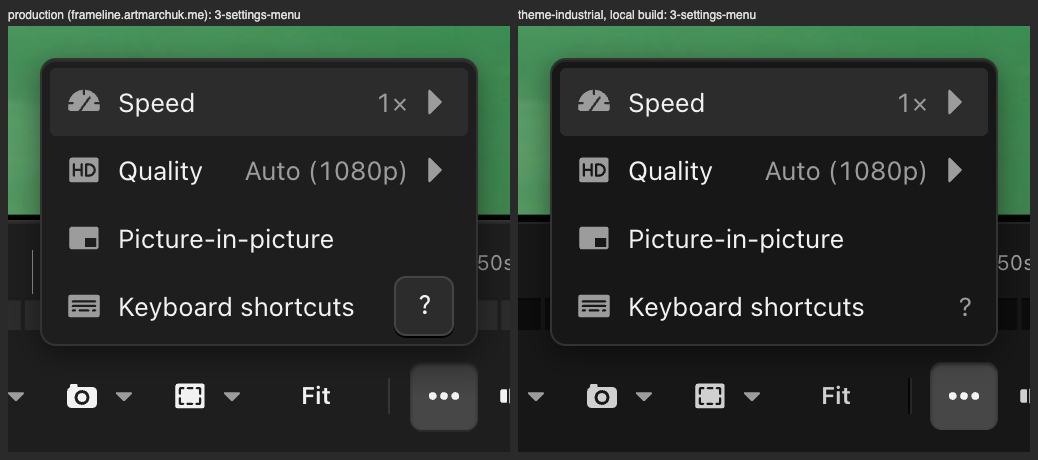 production (frameline.artmarchuk.me): 3-settings-menu
Speed 1×
HD Quality Auto (1080p)
Picture-in-picture
50s
Keyboard shortcuts ?
Fit
theme-industrial, local build: 3-settings-menu
Speed 1×
HD Quality Auto (1080p)
Picture-in-picture
50s
Keyboard shortcuts ?
Fit